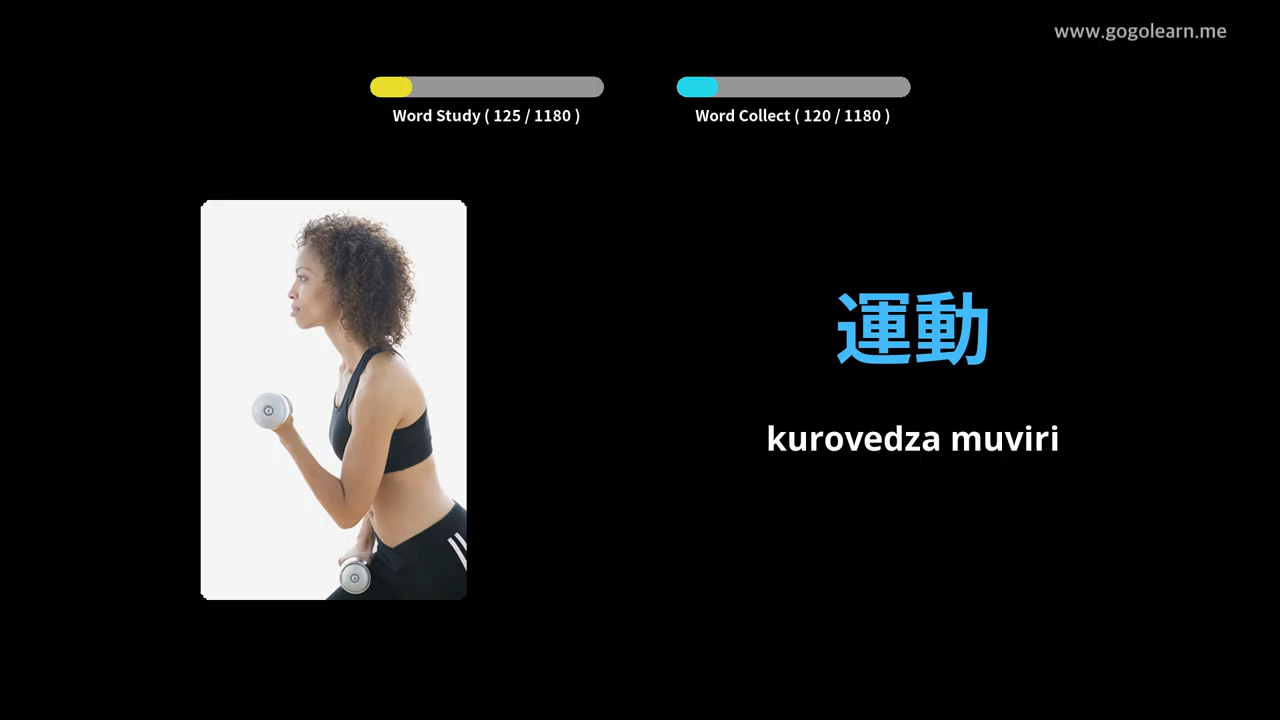 www.gogolearn.me
Word Study ( 125 / 1180 )
Word Collect ( 120 / 1180 )
運動
kurovedza muviri